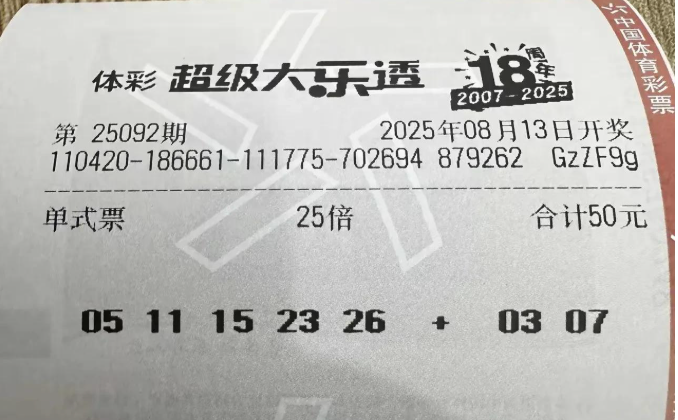 体彩 超级大乐透 18周年 2007-2025
第 25092期 2025年08月13日开奖
110420-186661-111775-702694 879262 GzZF9g
单式票 25倍 合计50元
05 11 15 23 26 + 03 07
中国体育彩票